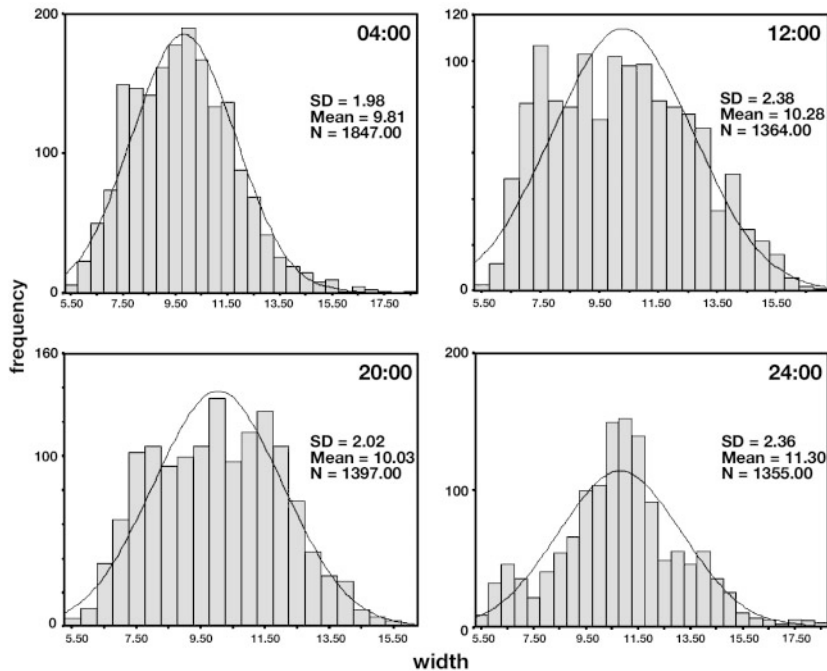 200
04:00
SD = 1.98
Mean = 9.81
N = 1847.00
100
0
5.50 7.50 9.50 11.50 13.50 15.50 17.50
120
12:00
SD = 2.38
Mean = 10.28
N = 1364.00
100
60
0
5.50 7.50 9.50 11.50 13.50 15.50
frequency
160
20:00
SD = 2.02
Mean = 10.03
N = 1397.00
100
0
5.50 7.50 9.50 11.50 13.50 15.50
200
24:00
SD = 2.36
Mean = 11.30
N = 1355.00
100
0
5.50 7.50 9.50 11.50 13.50 15.50 17.50
width